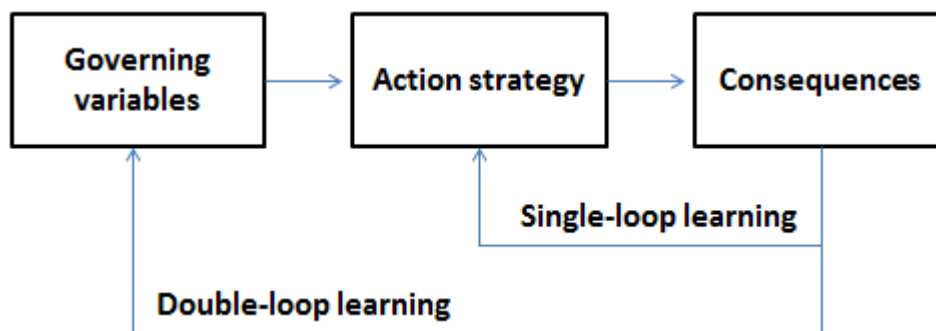 Governing
variables
Action strategy
Consequences
Single-loop learning
Double-loop learning